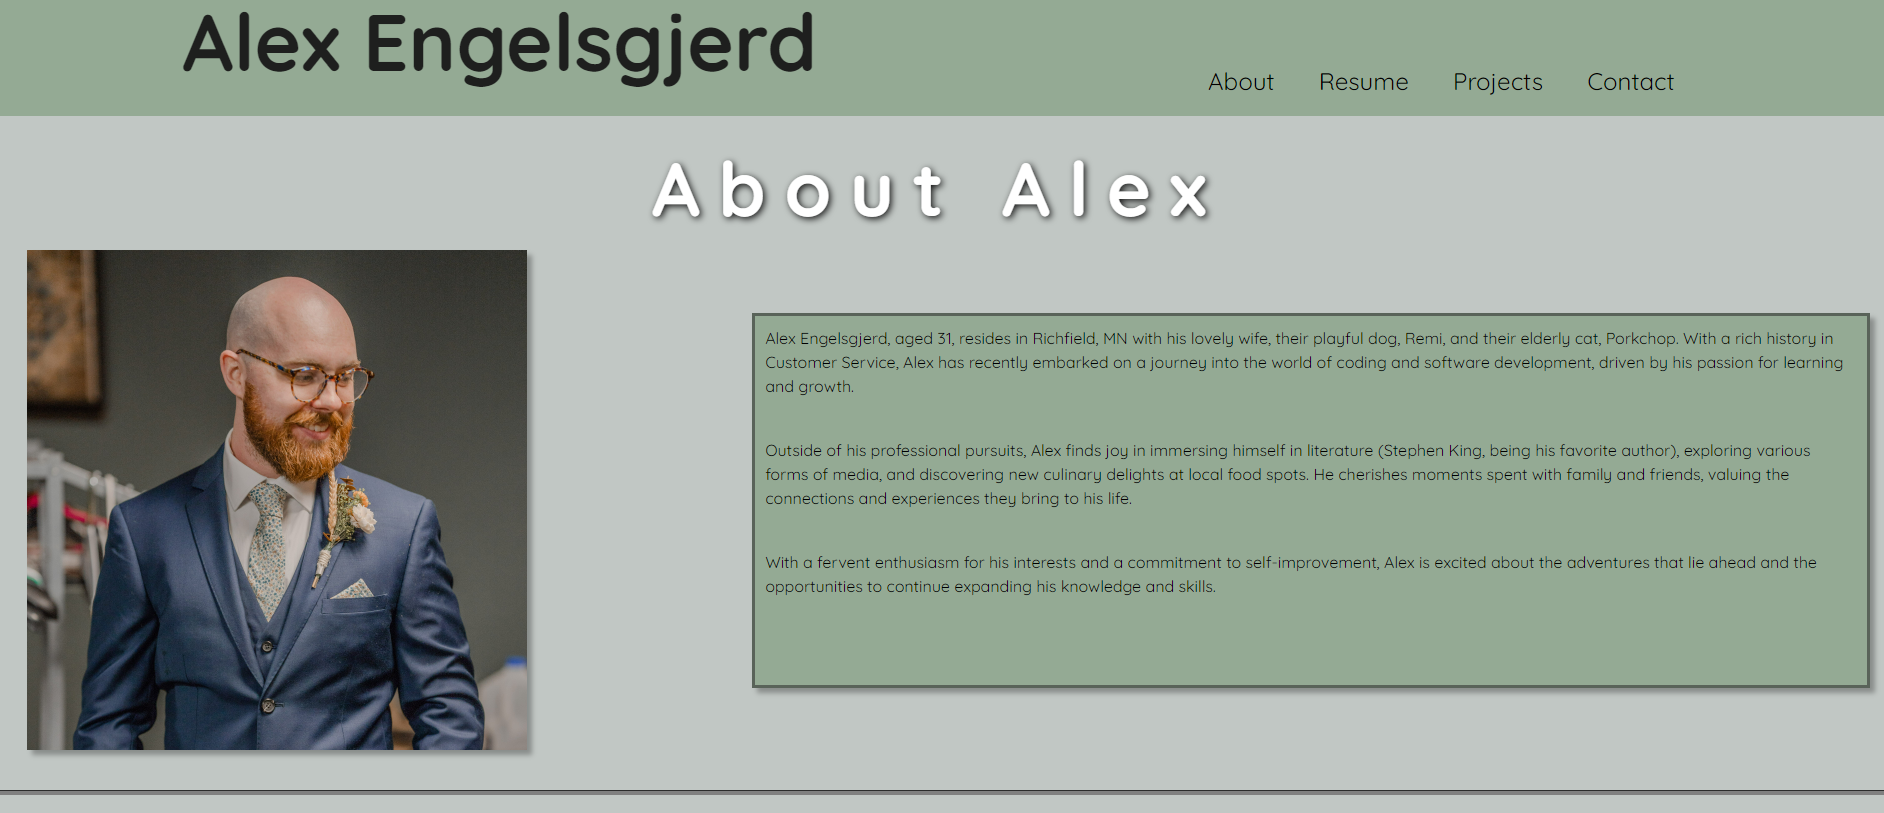 Alex Engelsgjerd
About Resume Projects Contact
About Alex
Alex Engelsgjerd, aged 31, resides in Richfield, MN with his lovely wife, their playful dog, Remi, and their elderly cat, Porkchop. With a rich history in
Customer Service, Alex has recently embarked on a journey into the world of coding and software development, driven by his passion for learning
and growth.
Outside of his professional pursuits, Alex finds joy in immersing himself in literature (Stephen King, being his favorite author), exploring various
forms of media, and discovering new culinary delights at local food spots. He cherishes moments spent with family and friends, valuing the
connections and experiences they bring to his life.
With a fervent enthusiasm for his interests and a commitment to self-improvement, Alex is excited about the adventures that lie ahead and the
opportunities to continue expanding his knowledge and skills.